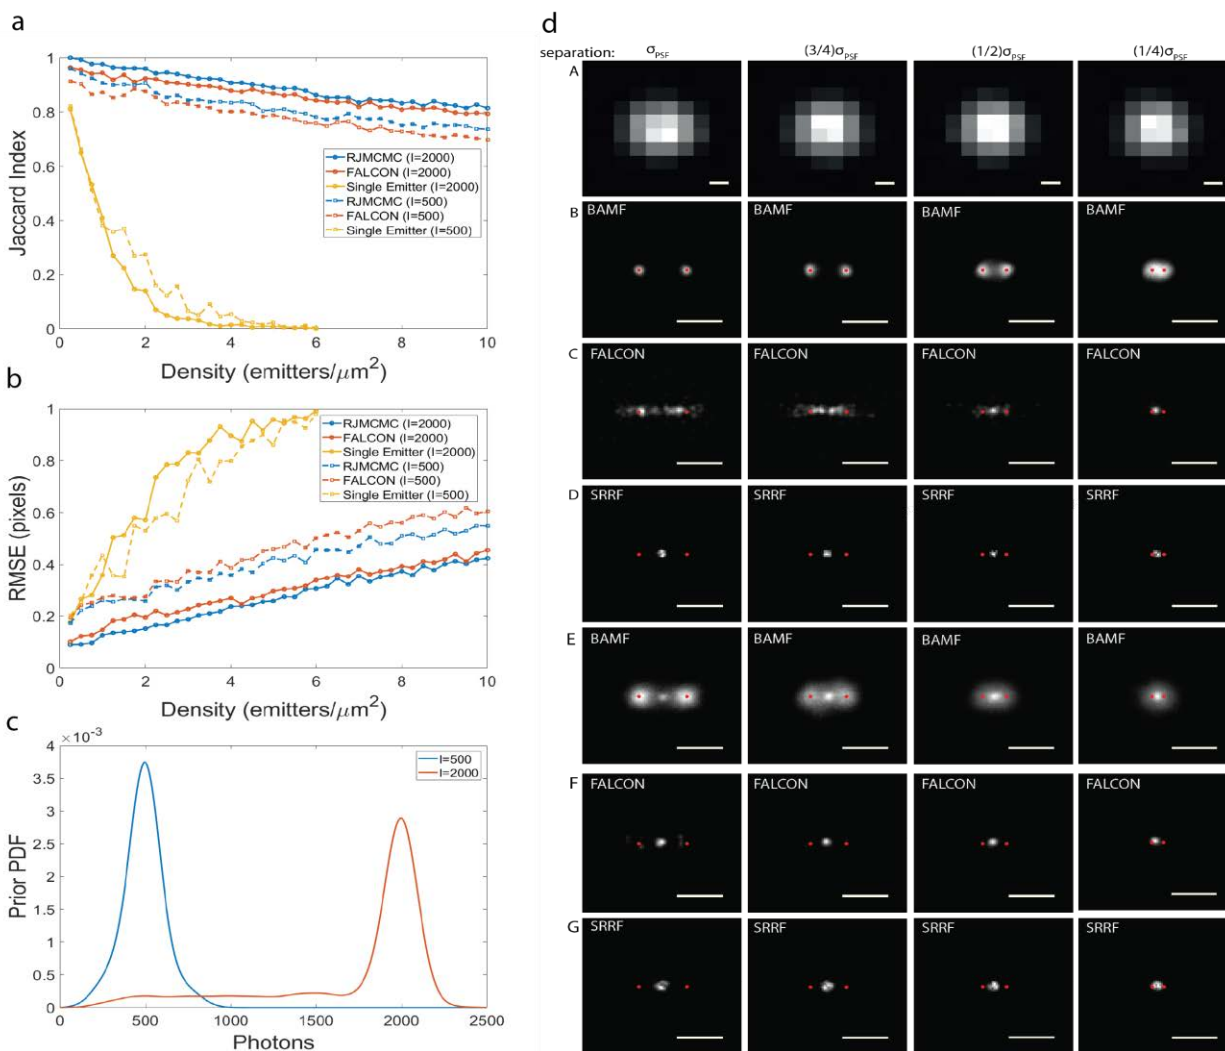 a
1
0.8
0.6
0.4
0.2
0
Jaccard Index
RJMCMC (I=2000)
FALCON (I=2000)
Single Emitter (I=2000)
RJMCMC (I=500)
FALCON (I=500)
Single Emitter (I=500)
0 2 4 6 8 10
Density (emitters/μm²)
b
1
0.8
0.6
0.4
0.2
0
RMSE (pixels)
RJMCMC (I=2000)
FALCON (I=2000)
Single Emitter (I=2000)
RJMCMC (I=500)
FALCON (I=500)
Single Emitter (I=500)
0 2 4 6 8 10
Density (emitters/μm²)
c
×10⁻³
4
3.5
3
2.5
2
1.5
1
0.5
0
Prior PDF
I=500
I=2000
0 500 1000 1500 2000 2500
Photons
d
separation: σPSF (3/4)σPSF (1/2)σPSF (1/4)σPSF
A
B BAMF BAMF BAMF BAMF
C FALCON FALCON FALCON FALCON
D SRRF SRRF SRRF SRRF
E BAMF BAMF BAMF BAMF
F FALCON FALCON FALCON FALCON
G SRRF SRRF SRRF SRRF